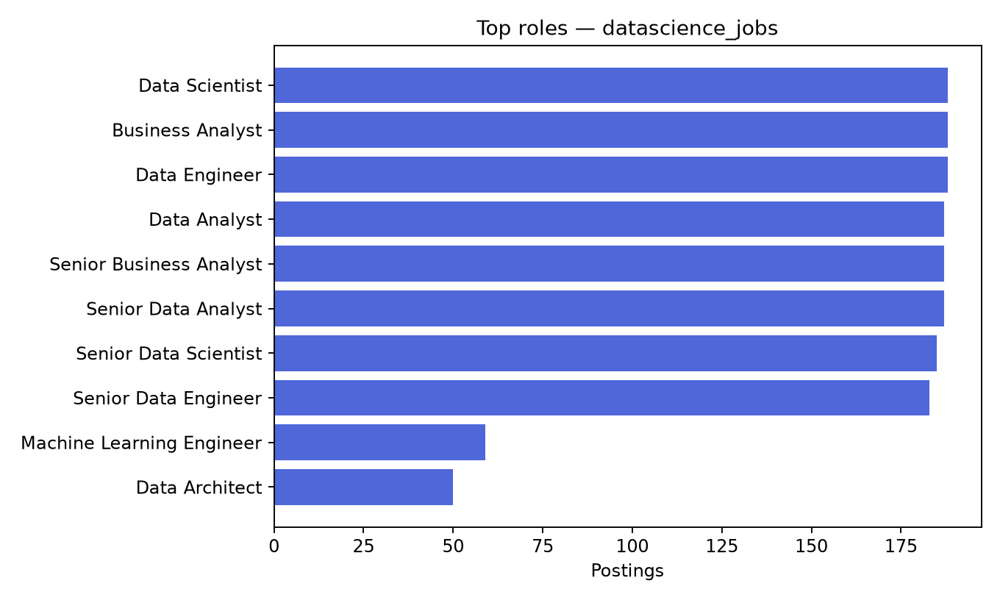 Top roles — datascience_jobs
Data Scientist
Business Analyst
Data Engineer
Data Analyst
Senior Business Analyst
Senior Data Analyst
Senior Data Scientist
Senior Data Engineer
Machine Learning Engineer
Data Architect
0 25 50 75 100 125 150 175
Postings